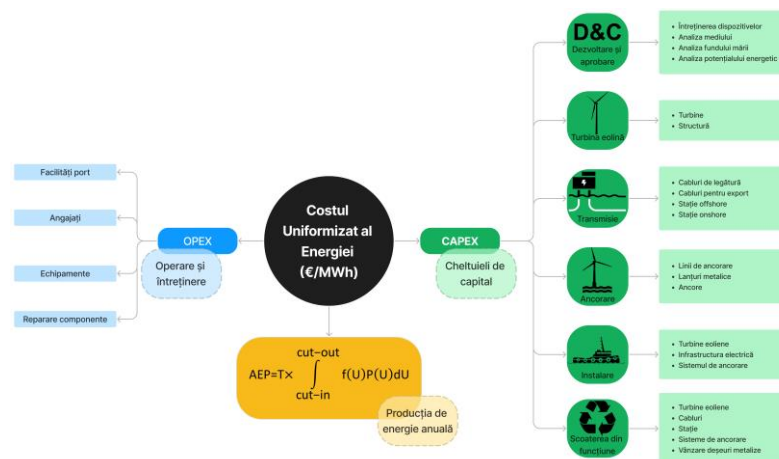 Facilități port
Angajați
Echipamente
Reparare componente
OPEX
Operare și
întreținere
Costul
Uniformizat al
Energiei
(€/MWh)
cut-out
AEP=T× ∫ f(U)P(U)dU
cut-in
Producția de
energie anuală
CAPEX
Cheltuieli de
capital
D&C
Dezvoltare și
aprobare
• Întreținerea dispozitivelor
• Analiza mediului
• Analiza fundului mării
• Analiza potențialului energetic
Turbină eolină
• Turbine
• Structură
Transmisie
• Cabluri de legătură
• Cabluri pentru export
• Stație offshore
• Stație onshore
Ancorare
• Linii de ancorare
• Lanțuri metalice
• Ancore
Instalare
• Turbine eoliene
• Infrastructura electrică
• Sistemul de ancorare
Scoaterea din
funcțiune
• Turbine eoliene
• Cabluri
• Stație
• Sisteme de ancorare
• Vânzare deșeuri metalize